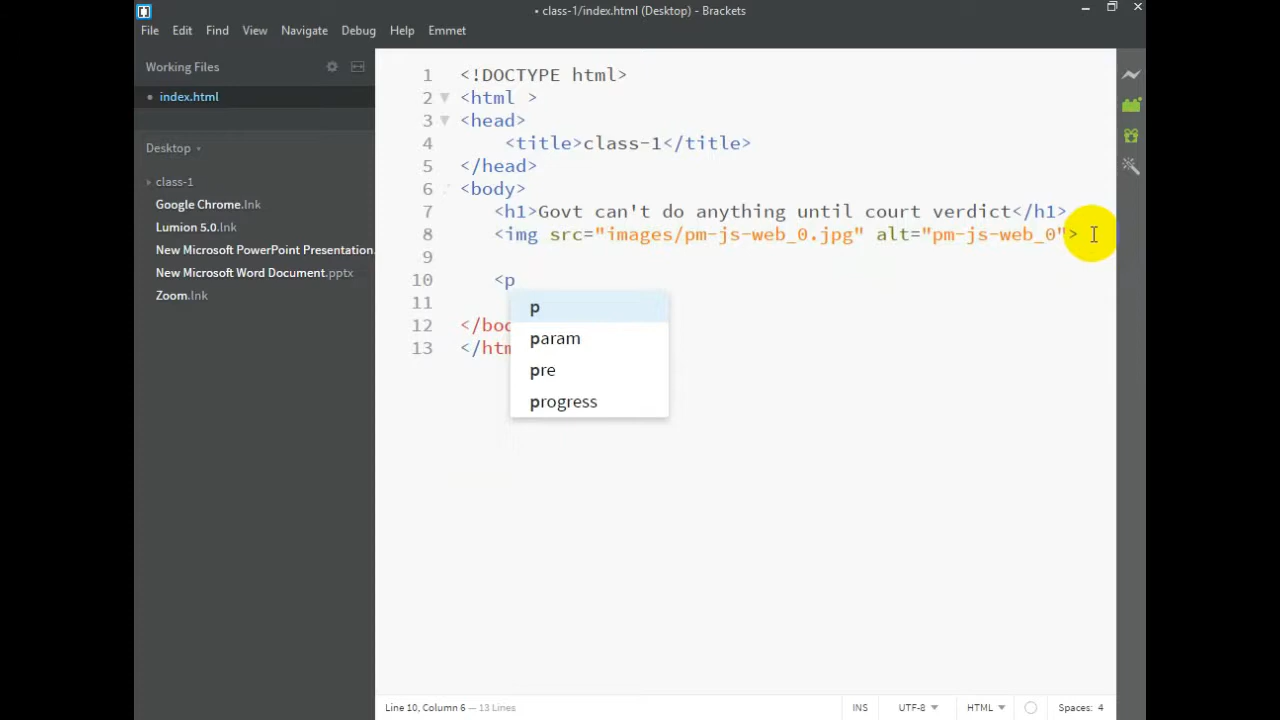 • class-1/index.html (Desktop) - Brackets
File Edit Find View Navigate Debug Help Emmet
Working Files
• index.html
Desktop
class-1
Google Chrome.lnk
Lumion 5.0.lnk
New Microsoft PowerPoint Presentation.
New Microsoft Word Document.pptx
Zoom.lnk
1 <!DOCTYPE html>
2 <html >
3 <head>
4 <title>class-1</title>
5 </head>
6 <body>
7 <h1>Govt can't do anything until court verdict</h1>
8 <img src="images/pm-js-web_0.jpg" alt="pm-js-web_0">
9
10 <p
11
12 </bod
13 </htm
p
param
pre
progress
Line 10, Column 6 — 13 Lines
INS UTF-8 HTML Spaces: 4